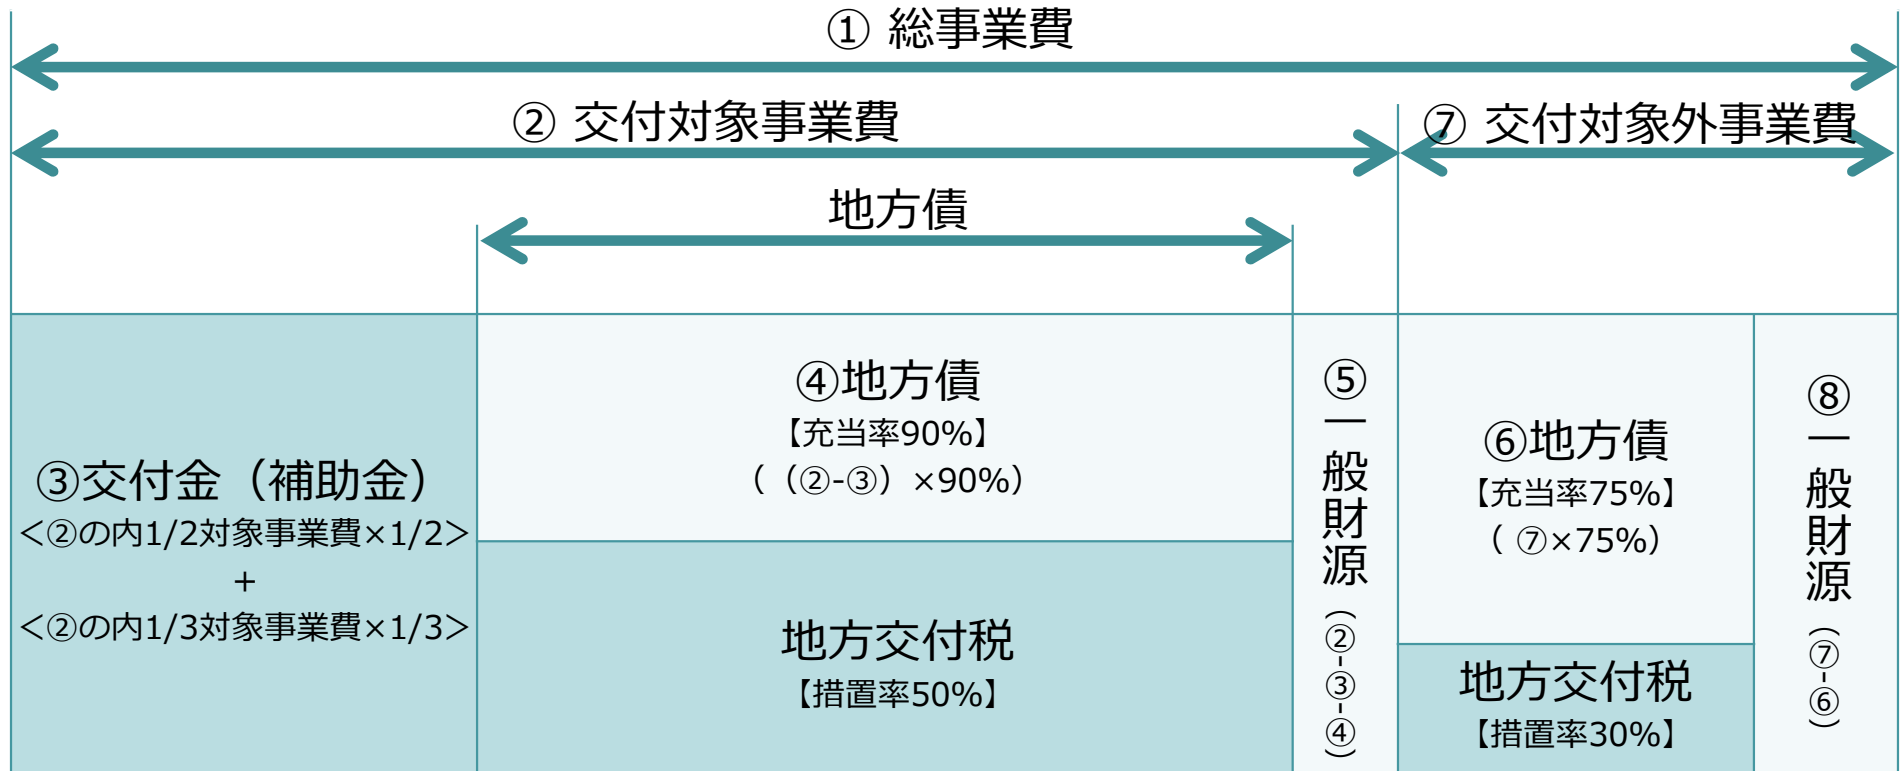 ① 総事業費
② 交付対象事業費
⑦ 交付対象外事業費
地方債
③交付金（補助金）
＜②の内1/2対象事業費×1/2＞
+
＜②の内1/3対象事業費×1/3＞
④地方債
【充当率90%】
（（②-③）×90%）
地方交付税
【措置率50%】
⑤一般財源（②-③-④）
⑥地方債
【充当率75%】
（ ⑦×75%）
地方交付税
【措置率30%】
⑧一般財源（⑦-⑥）